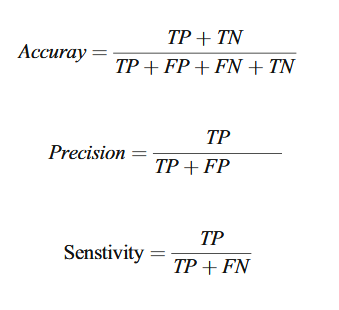 Accuray = TP + TN / TP + FP + FN + TN
Precision = TP / TP + FP
Senstivity = TP / TP + FN